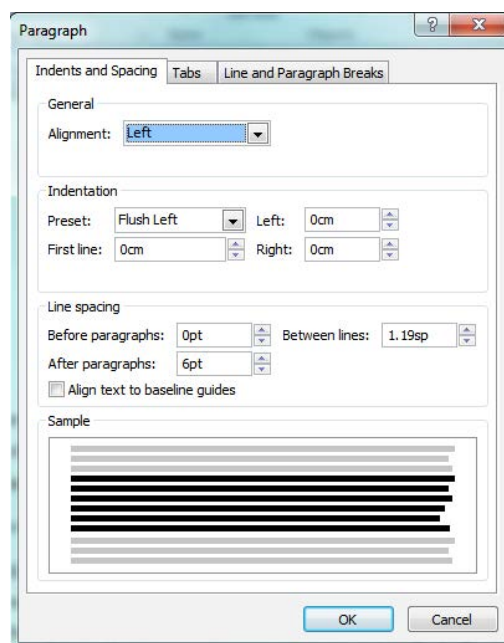 Paragraph
Indents and Spacing Tabs Line and Paragraph Breaks
General
Alignment: Left
Indentation
Preset: Flush Left Left: 0cm
First line: 0cm Right: 0cm
Line spacing
Before paragraphs: 0pt Between lines: 1.19sp
After paragraphs: 6pt
Align text to baseline guides
Sample
OK Cancel